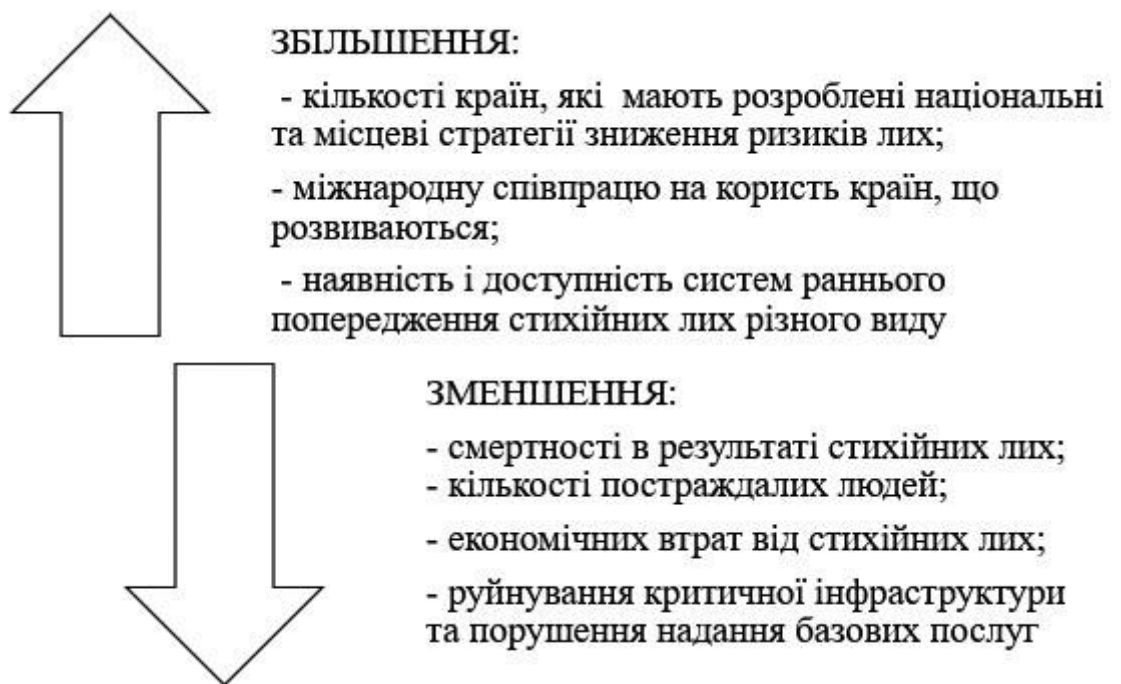 ЗБІЛЬШЕННЯ:
- кількості країн, які мають розроблені національні
та місцеві стратегії зниження ризиків лих;
- міжнародну співпрацю на користь країн, що
розвиваються;
- наявність і доступність систем раннього
попередження стихійних лих різного виду
ЗМЕНШЕННЯ:
- смертності в результаті стихійних лих;
- кількості постраждалих людей;
- економічних втрат від стихійних лих;
- руйнування критичної інфраструктури
та порушення надання базових послуг